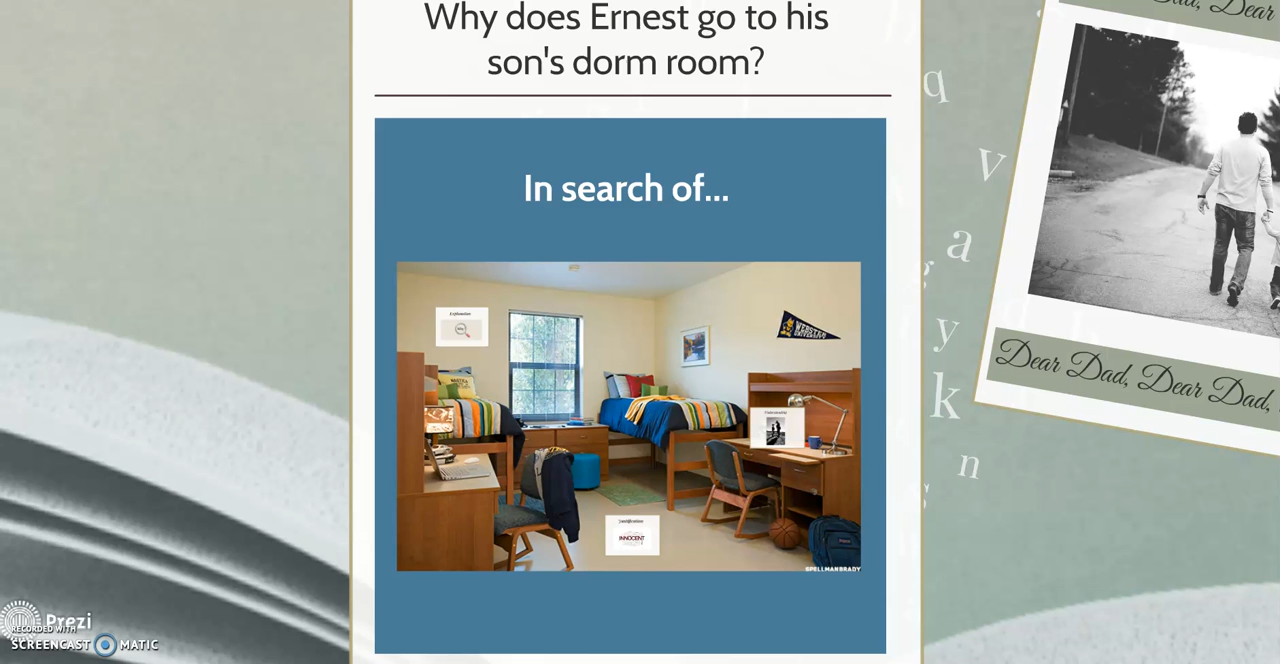 Why does Ernest go to his
son's dorm room?
In search of...
Explanation
WEBSTER
UNIVERSITY
Justification
INNOCENT
SPELLMANBRADY
Dad, Dear
Dear Dad, Dear Dad,
q
v
a
g
y
k
n
Prezi
RECORDED WITH
SCREENCAST MATIC